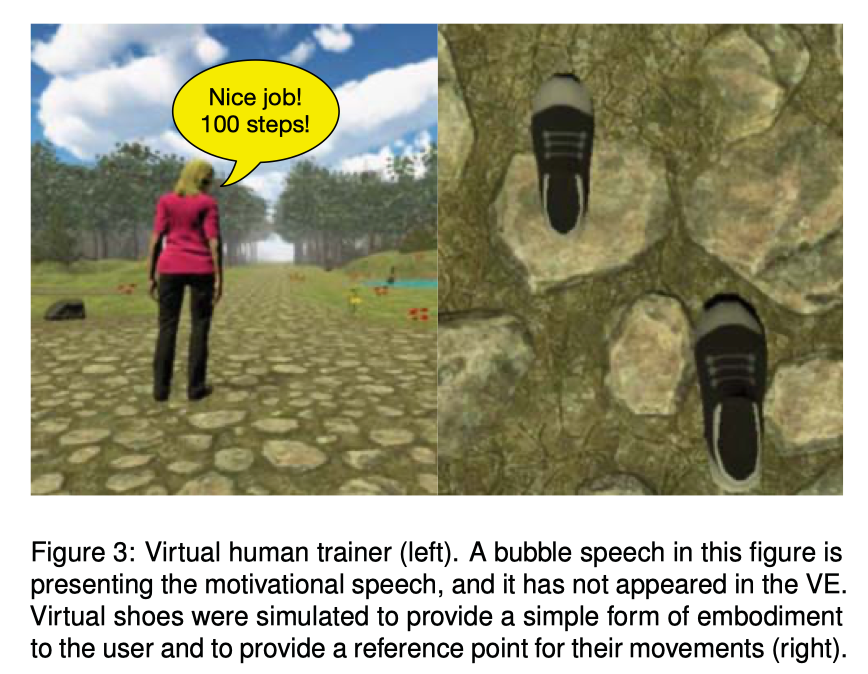 Nice job!
100 steps!
Figure 3: Virtual human trainer (left). A bubble speech in this figure is
presenting the motivational speech, and it has not appeared in the VE.
Virtual shoes were simulated to provide a simple form of embodiment
to the user and to provide a reference point for their movements (right).